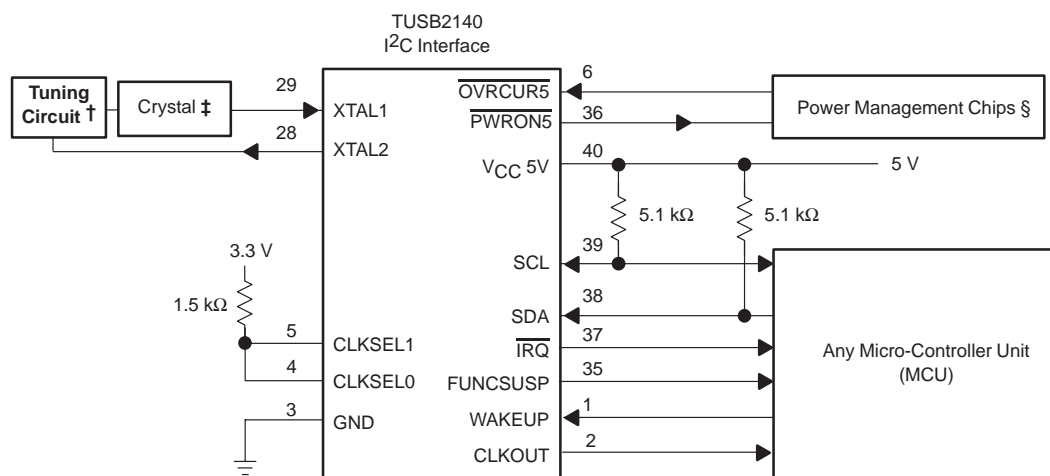 TUSB2140
I2C Interface
Tuning
Circuit †
Crystal ‡
29
XTAL1
28
XTAL2
OVRCUR5
6
PWRON5
36
Power Management Chips §
VCC 5V
40
5 V
5.1 kΩ
5.1 kΩ
3.3 V
1.5 kΩ
SCL
39
SDA
38
5
CLKSEL1
IRQ
37
4
CLKSEL0
FUNCSUSP
35
Any Micro-Controller Unit
(MCU)
3
GND
WAKEUP
1
CLKOUT
2